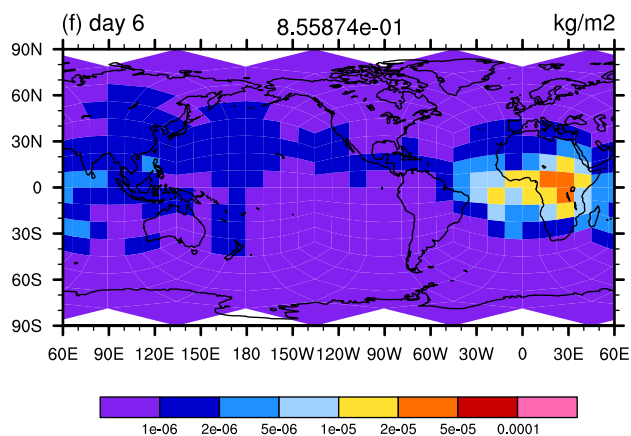 (f) day 6 8.55874e-01 kg/m2
90N
60N
30N
0
30S
60S
90S
60E 90E 120E 150E 180 150W 120W 90W 60W 30W 0 30E 60E
1e-06 2e-06 5e-06 1e-05 2e-05 5e-05 0.0001